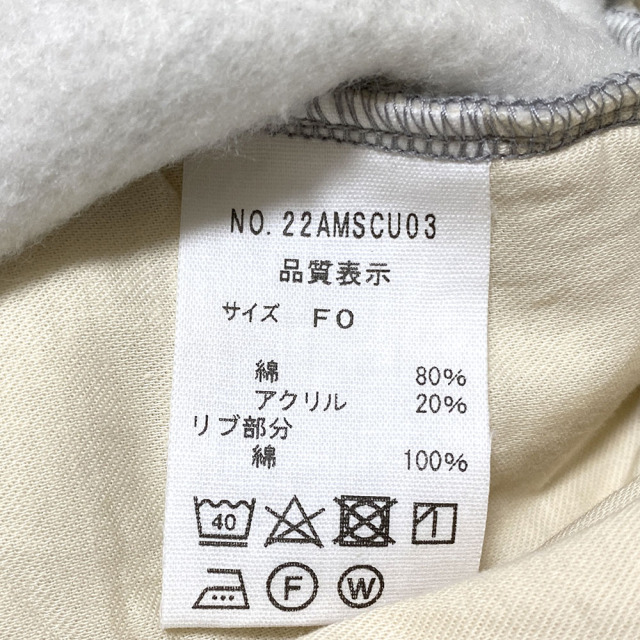 NO.22AMSCU03
品質表示
サイズ FO
綿 80%
アクリル 20%
リブ部分
綿 100%
40
F W